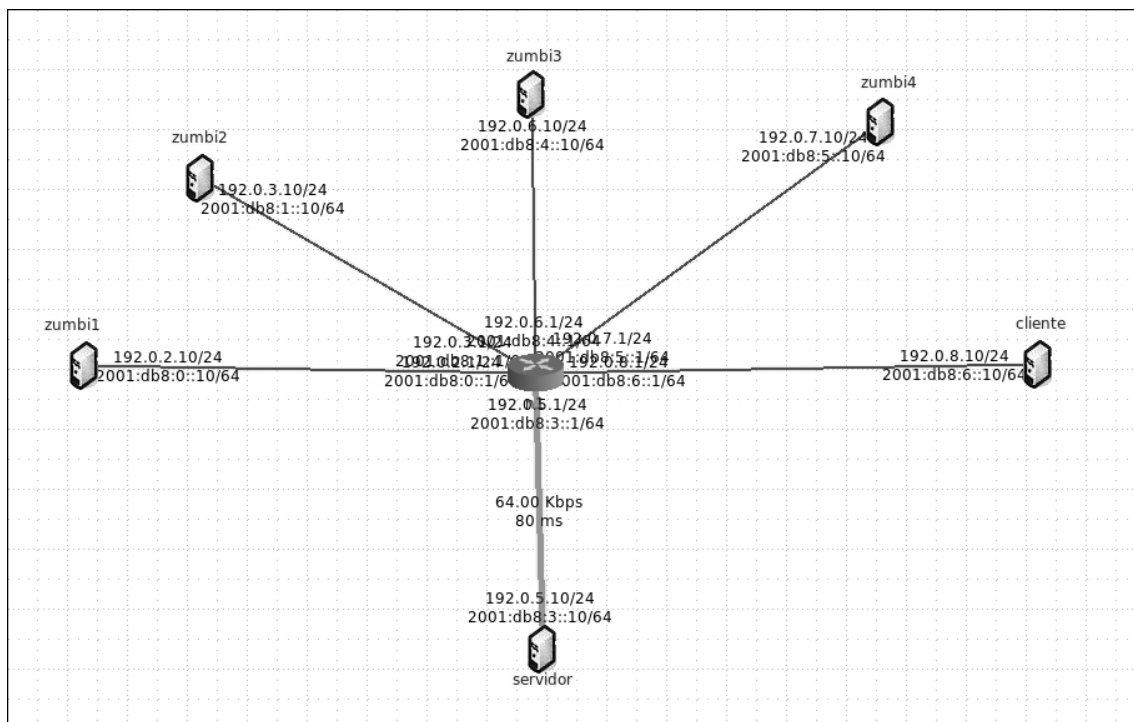 zumbi3
zumbi4
192.0.6.10/24
2001:db8:4::10/64
192.0.7.10/24
2001:db8:5::10/64
zumbi2
192.0.3.10/24
2001:db8:1::10/64
zumbi1
192.0.2.10/24
2001:db8:0::10/64
cliente
192.0.8.10/24
2001:db8:6::10/64
192.0.6.1/24
192.0.7.1/24
192.0.8.1/24
2001:db8:6::1/64
192.0.5.1/24
2001:db8:3::1/64
64.00 Kbps
80 ms
192.0.5.10/24
2001:db8:3::10/64
servidor